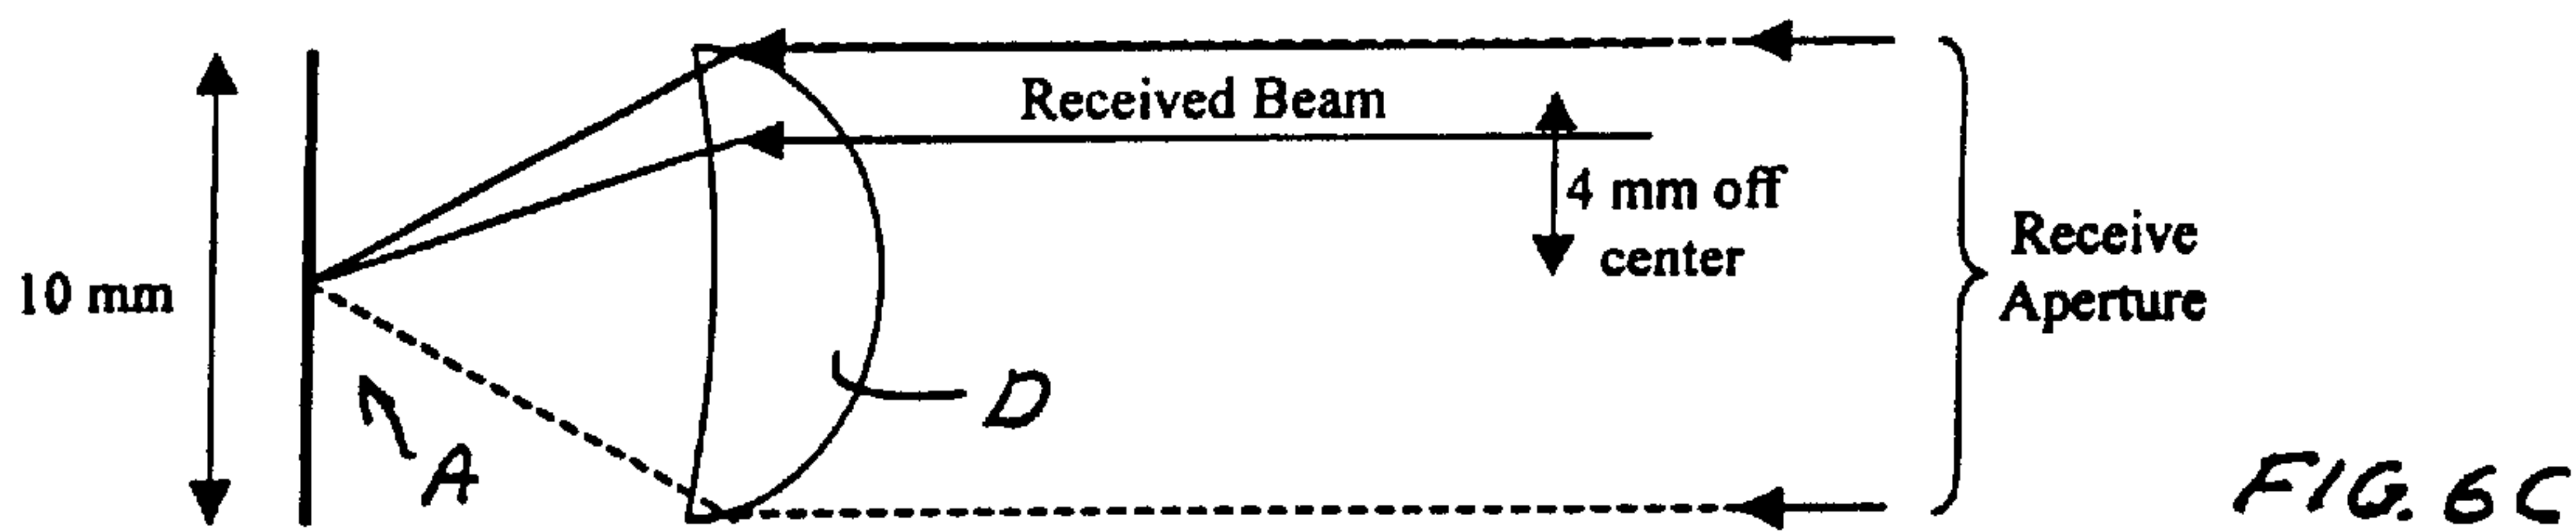 Received Beam
4 mm off
center
10 mm
Receive
Aperture
D
A
FIG. 6C